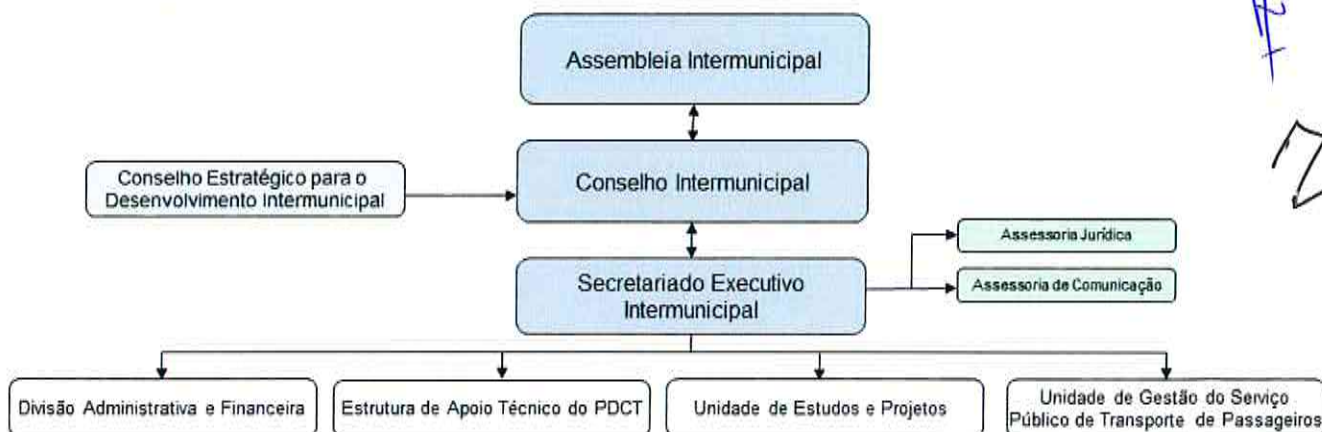 Assembleia Intermunicipal
Conselho Estratégico para o
Desenvolvimento Intermunicipal
Conselho Intermunicipal
Assessoria Jurídica
Secretariado Executivo
Intermunicipal
Assessoria de Comunicação
Divisão Administrativa e Financeira
Estrutura de Apoio Técnico do PDCT
Unidade de Estudos e Projetos
Unidade de Gestão do Serviço
Público de Transporte de Passageiros